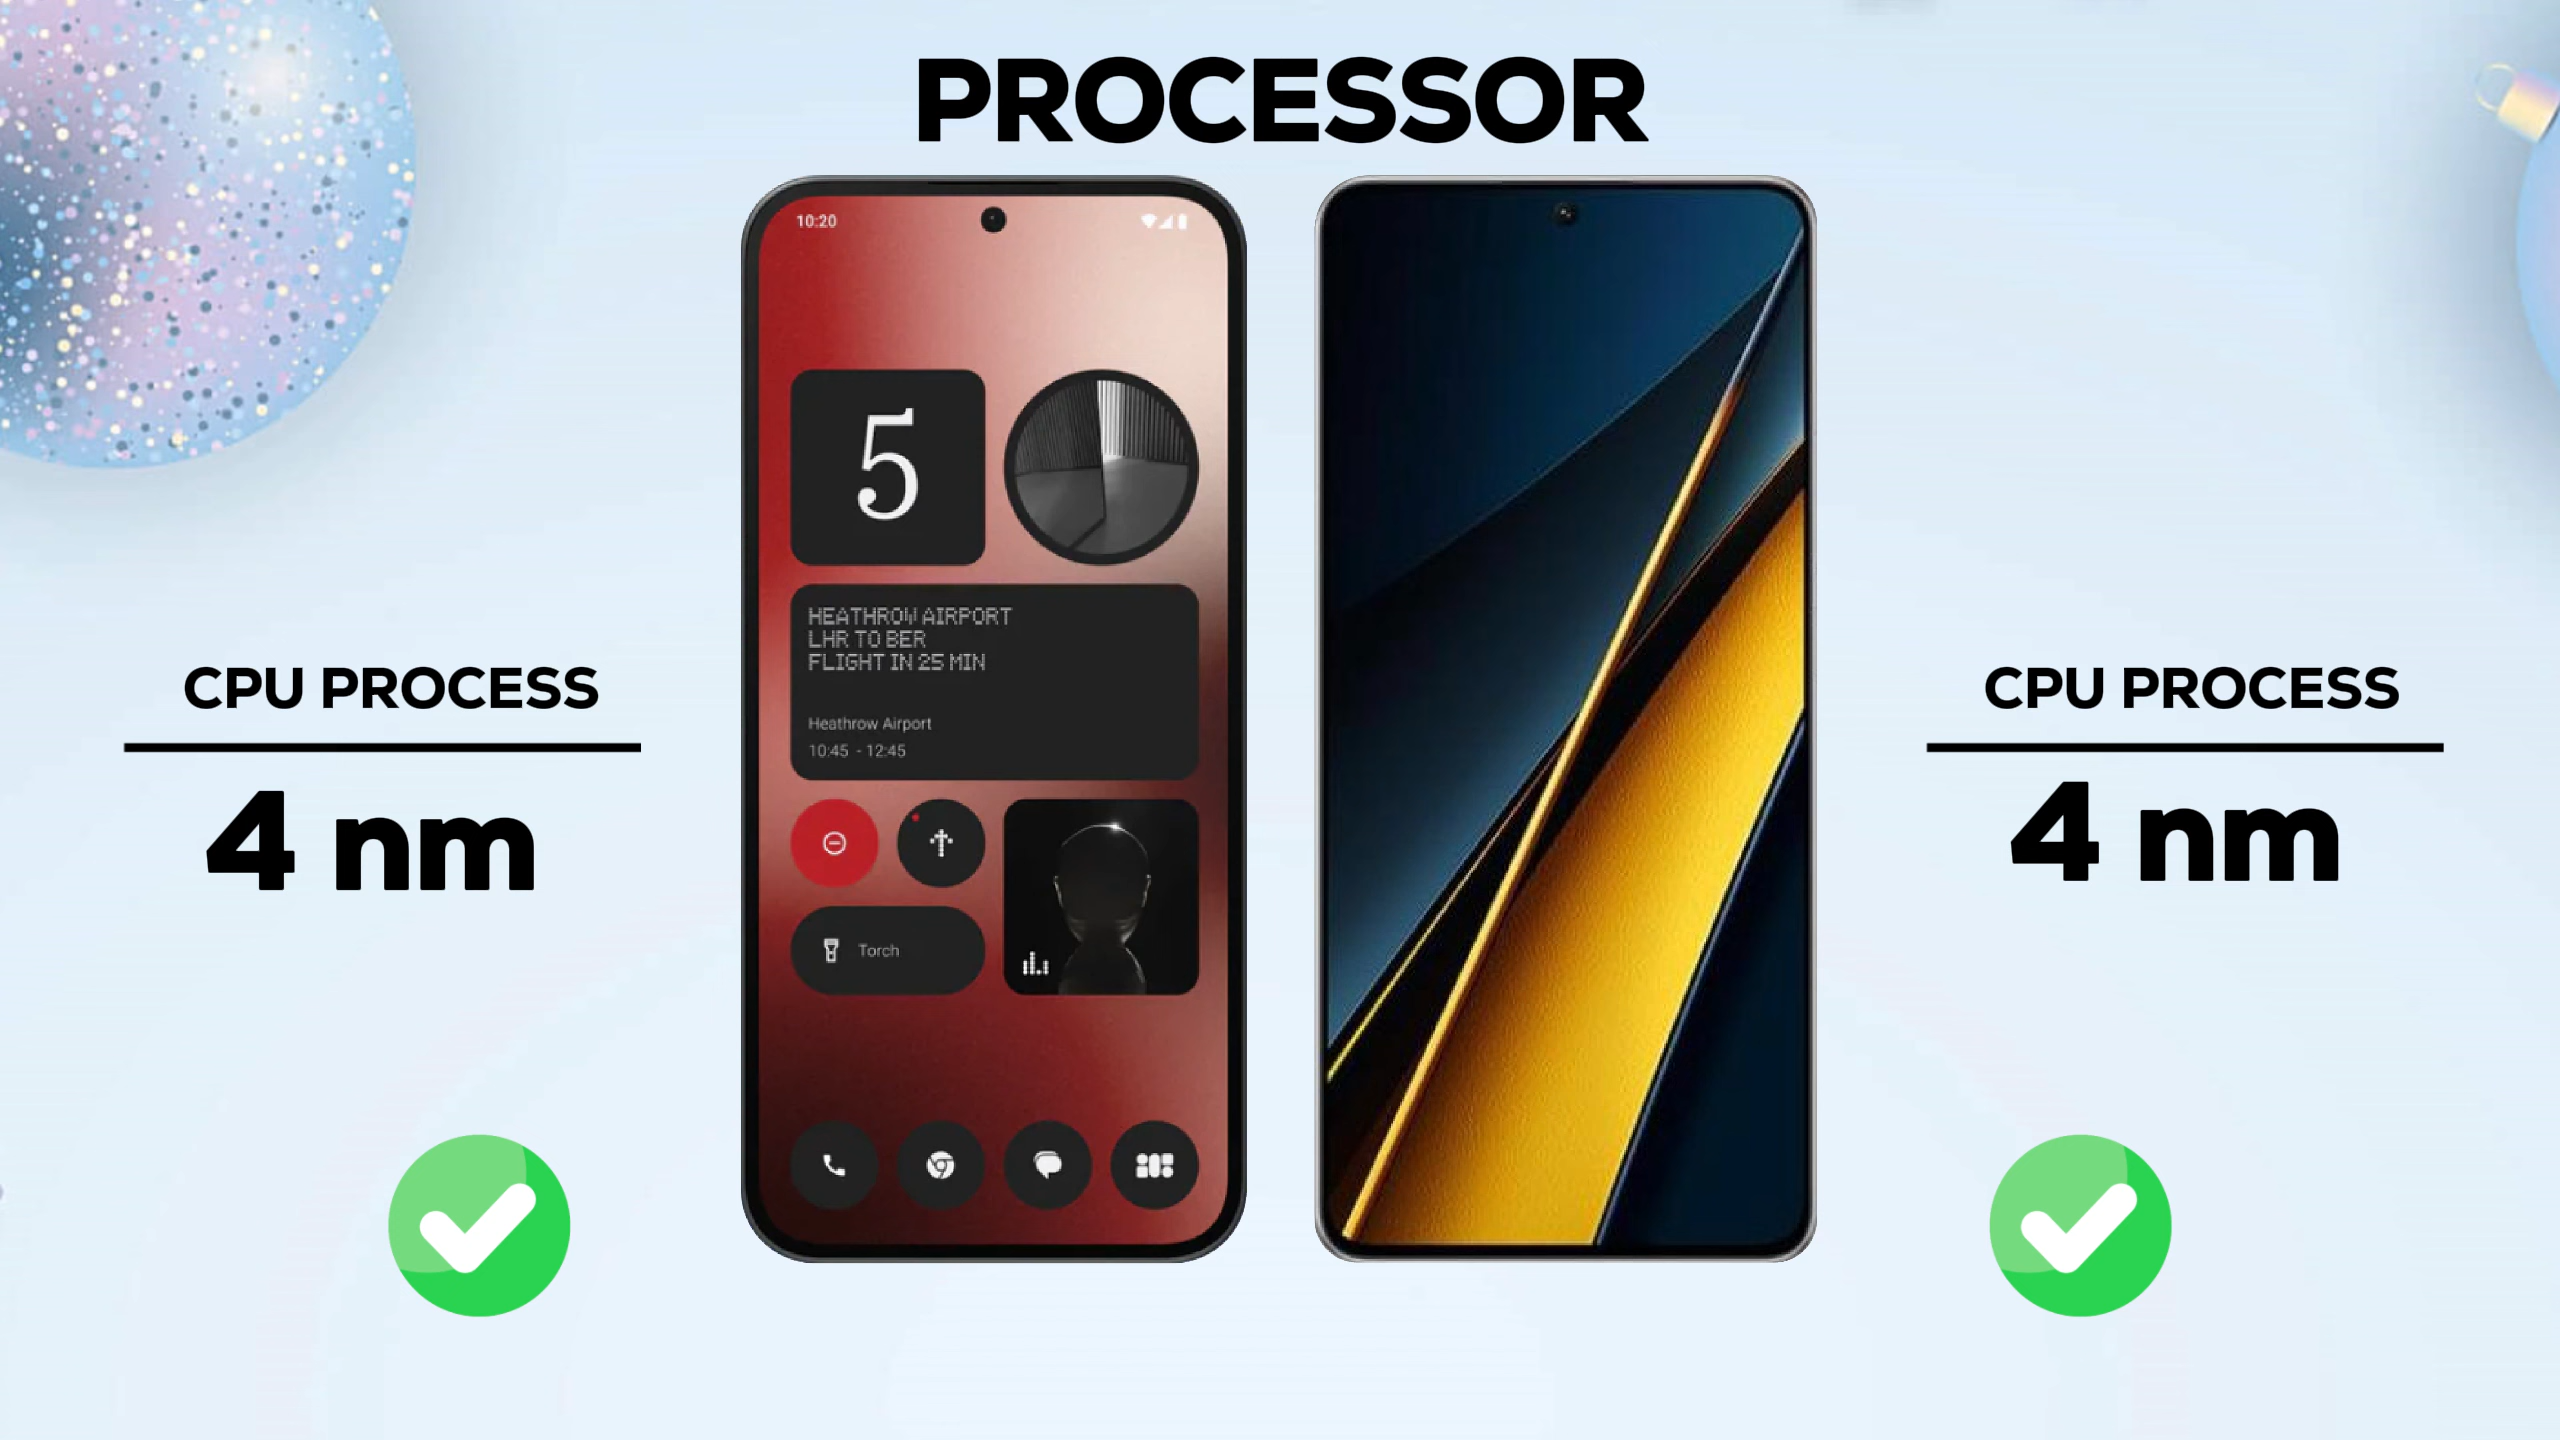 PROCESSOR
CPU PROCESS
4 nm
10:20
5
HEATHROW AIRPORT
LHR TO BER
FLIGHT IN 25 MIN
Heathrow Airport
10:45 - 12:45
Torch
CPU PROCESS
4 nm